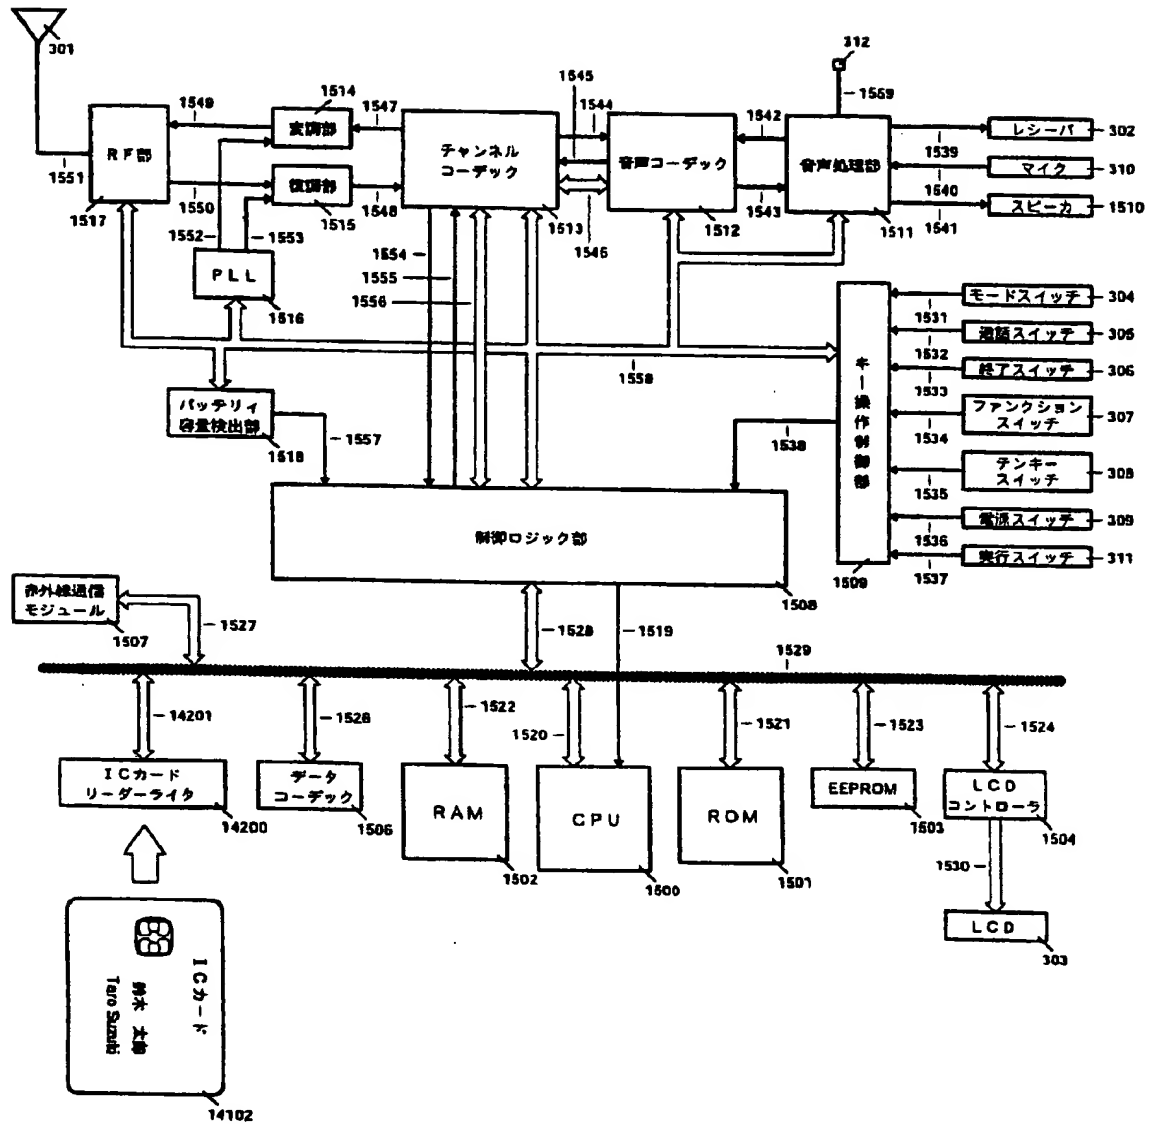 301
312
1514
1545
1544
1549
1547
1542
1559
変調部
RF部
チャンネル
コーデック
音声コーデック
音声処理部
レシーバ
302
1539
マイク
310
1540
スピーカ
1510
1541
1551
1550
復調部
1548
1543
1517
1515
1513
1546
1512
1511
1552
1553
1554
1555
1556
PLL
1516
モードスイッチ
304
1531
通話スイッチ
305
1532
終了スイッチ
306
1533
ファンクション
スイッチ
307
1534
テンキー
スイッチ
308
1535
電源スイッチ
309
1536
実行スイッチ
311
1537
キー操作制御部
1509
1558
バッテリィ
容量検出部
1518
1557
1538
制御ロジック部
1508
赤外線通信
モジュール
1507
1527
1528
1519
1529
14201
1526
1522
1520
1521
1523
1524
ICカード
リーダーライタ
14200
データ
コーデック
1506
RAM
1502
CPU
1500
ROM
1501
EEPROM
1503
LCD
コントローラ
1504
1530
LCD
303
ICカード
鈴木 太郎
Taro Suzuki
14102